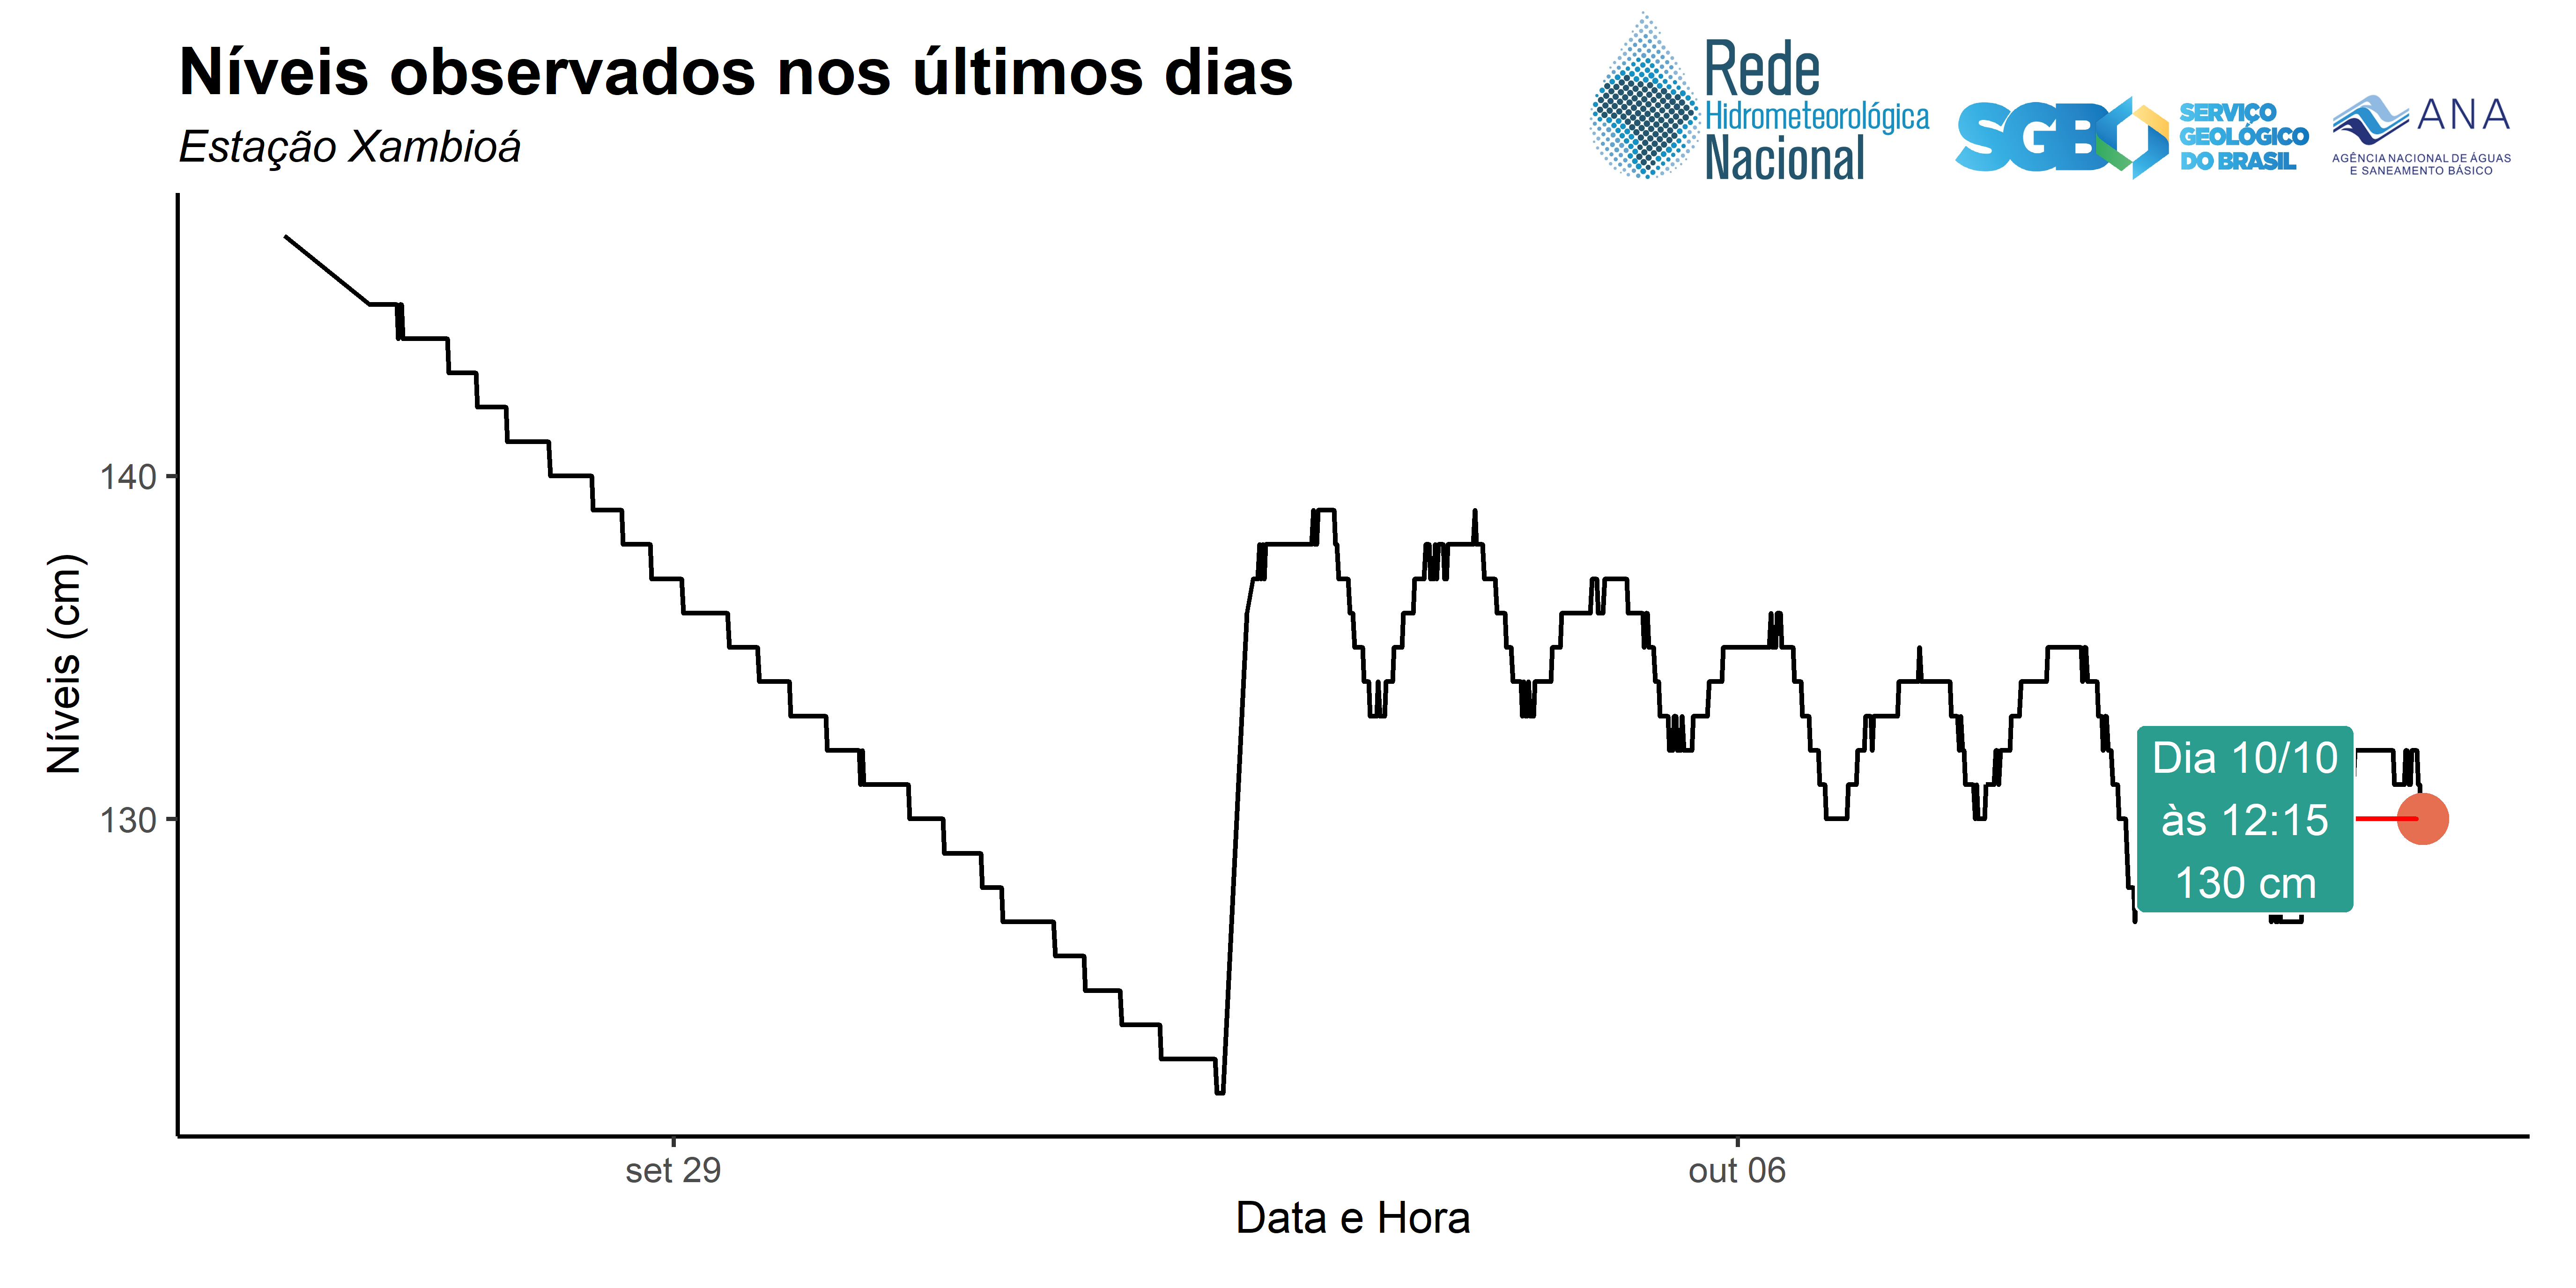 Níveis observados nos últimos dias
Estação Xambioá
Rede
Hidrometeorológica
Nacional
SGB
SERVIÇO
GEOLÓGICO
DO BRASIL
ANA
AGÊNCIA NACIONAL DE ÁGUAS
E SANEAMENTO BÁSICO
Níveis (cm)
140
130
Dia 10/10
às 12:15
130 cm
set 29
out 06
Data e Hora